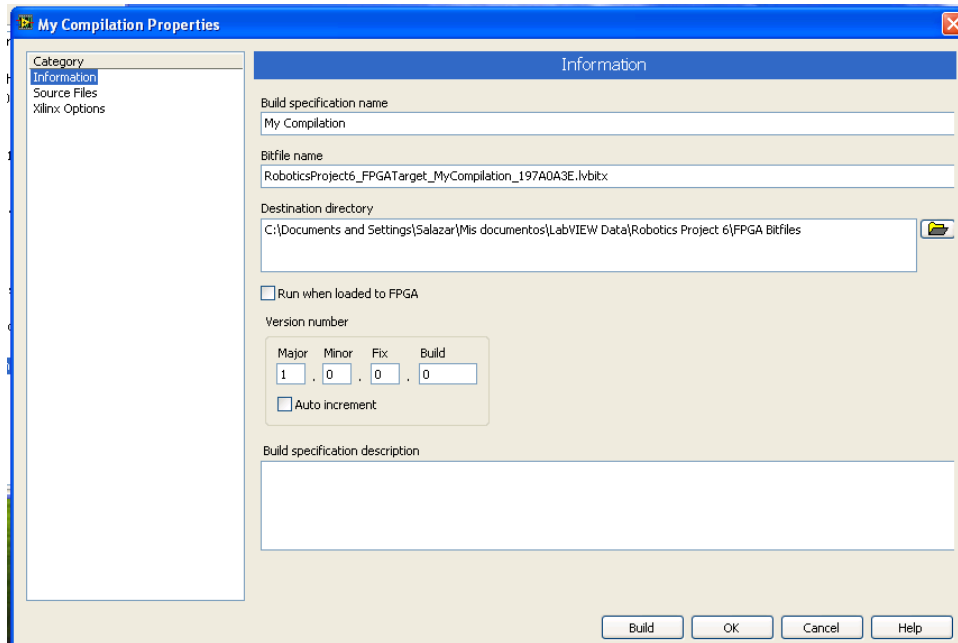 My Compilation Properties
Category
Information
Source Files
Xilinx Options
Information
Build specification name
My Compilation
Bitfile name
RoboticsProject6_FPGATarget_MyCompilation_197A0A3E.lvbitx
Destination directory
C:\Documents and Settings\Salazar\Mis documentos\LabVIEW Data\Robotics Project 6\FPGA Bitfiles
Run when loaded to FPGA
Version number
Major Minor Fix Build
1 . 0 . 0 . 0
Auto increment
Build specification description
Build OK Cancel Help